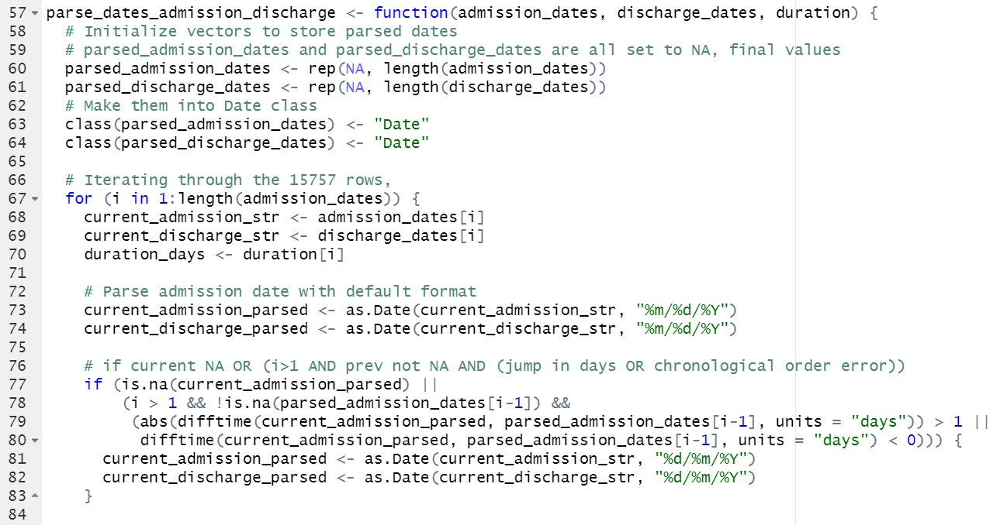 57 parse_dates_admission_discharge <- function(admission_dates, discharge_dates, duration) {
58   # Initialize vectors to store parsed dates
59   # parsed_admission_dates and parsed_discharge_dates are all set to NA, final values
60   parsed_admission_dates <- rep(NA, length(admission_dates))
61   parsed_discharge_dates <- rep(NA, length(discharge_dates))
62   # Make them into Date class
63   class(parsed_admission_dates) <- "Date"
64   class(parsed_discharge_dates) <- "Date"
65
66   # Iterating through the 15757 rows,
67   for (i in 1:length(admission_dates)) {
68     current_admission_str <- admission_dates[i]
69     current_discharge_str <- discharge_dates[i]
70     duration_days <- duration[i]
71
72     # Parse admission date with default format
73     current_admission_parsed <- as.Date(current_admission_str, "%m/%d/%Y")
74     current_discharge_parsed <- as.Date(current_discharge_str, "%m/%d/%Y")
75
76     # if current NA OR (i>1 AND prev not NA AND (jump in days OR chronological order error))
77     if (is.na(current_admission_parsed) ||
78         (i > 1 && !is.na(parsed_admission_dates[i-1]) &&
79          (abs(difftime(current_admission_parsed, parsed_admission_dates[i-1], units = "days")) > 1 ||
80           difftime(current_admission_parsed, parsed_admission_dates[i-1], units = "days") < 0))) {
81       current_admission_parsed <- as.Date(current_admission_str, "%d/%m/%Y")
82       current_discharge_parsed <- as.Date(current_discharge_str, "%d/%m/%Y")
83     }
84